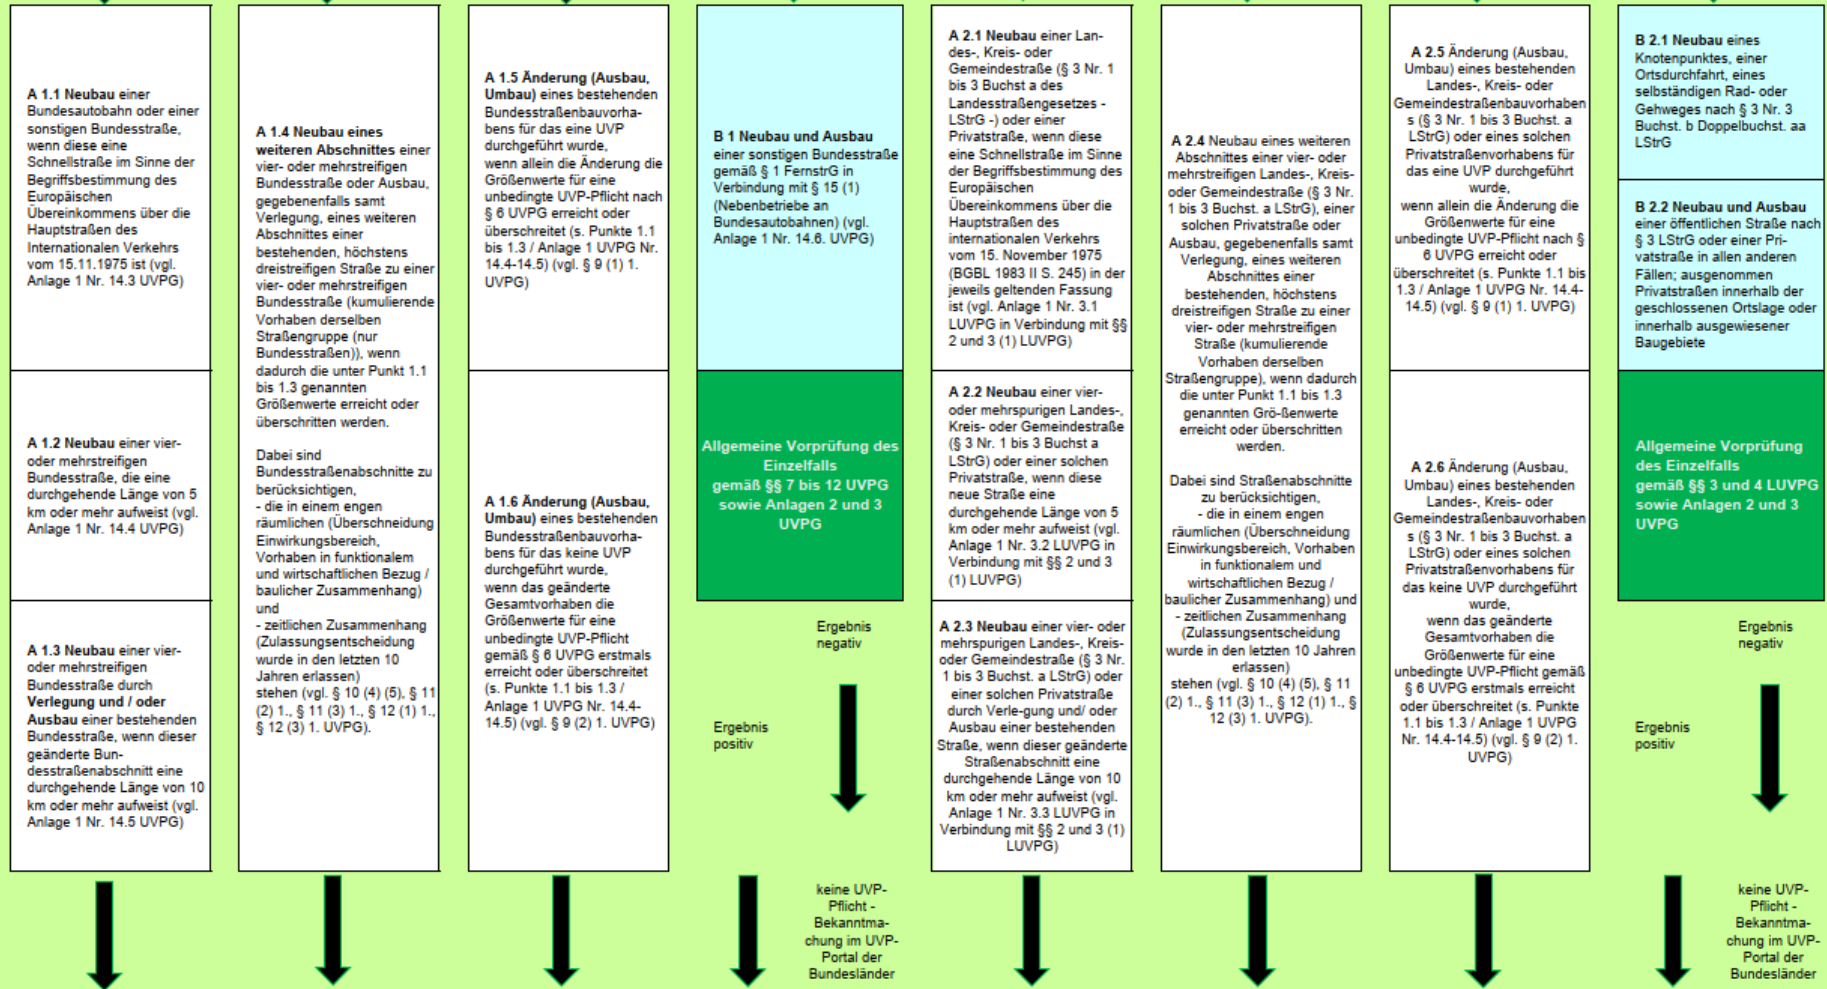 A 1.1 Neubau einer
Bundesautobahn oder einer
sonstigen Bundesstraße,
wenn diese eine
Schnellstraße im Sinne der
Begriffsbestimmung des
Europäischen
Übereinkommens über die
Hauptstraßen des
Internationalen Verkehrs
vom 15.11.1975 ist (vgl.
Anlage 1 Nr. 14.3 UVPG)
A 1.2 Neubau einer vier-
oder mehrstreifigen
Bundesstraße, die eine
durchgehende Länge von 5
km oder mehr aufweist (vgl.
Anlage 1 Nr. 14.4 UVPG)
A 1.3 Neubau einer vier-
oder mehrstreifigen
Bundesstraße durch
Verlegung und / oder
Ausbau einer bestehenden
Bundesstraße, wenn dieser
geänderte Bun-
desstraßenabschnitt eine
durchgehende Länge von 10
km oder mehr aufweist (vgl.
Anlage 1 Nr. 14.5 UVPG)
A 1.4 Neubau eines
weiteren Abschnittes einer
vier- oder mehrstreifigen
Bundesstraße oder Ausbau,
gegebenenfalls samt
Verlegung, eines weiteren
Abschnittes einer
bestehenden, höchstens
dreistreifigen Straße zu einer
vier- oder mehrstreifigen
Bundesstraße (kumulierende
Vorhaben derselben
Straßengruppe (nur
Bundesstraßen)), wenn
dadurch die unter Punkt 1.1
bis 1.3 genannten
Größenwerte erreicht oder
überschritten werden.
Dabei sind
Bundesstraßenabschnitte zu
berücksichtigen,
- die in einem engen
räumlichen (Überschneidung
Einwirkungsbereich,
Vorhaben in funktionalem
und wirtschaftlichen Bezug /
baulicher Zusammenhang)
und
- zeitlichen Zusammenhang
(Zulassungsentscheidung
wurde in den letzten 10
Jahren erlassen)
stehen (vgl. § 10 (4) (5), § 11
(2) 1., § 11 (3) 1., § 12 (1) 1.,
§ 12 (3) 1. UVPG).
A 1.5 Änderung (Ausbau,
Umbau) eines bestehenden
Bundesstraßenbauvorha-
bens für das eine UVP
durchgeführt wurde,
wenn allein die Änderung die
Größenwerte für eine
unbedingte UVP-Pflicht nach
§ 6 UVPG erreicht oder
überschreitet (s. Punkte 1.1
bis 1.3 / Anlage 1 UVPG Nr.
14.4-14.5) (vgl. § 9 (1) 1.
UVPG)
A 1.6 Änderung (Ausbau,
Umbau) eines bestehenden
Bundesstraßenbauvorha-
bens für das keine UVP
durchgeführt wurde,
wenn das geänderte
Gesamtvorhaben die
Größenwerte für eine
unbedingte UVP-Pflicht
gemäß § 6 UVPG erstmals
erreicht oder überschreitet
(s. Punkte 1.1 bis 1.3 /
Anlage 1 UVPG Nr. 14.4-
14.5) (vgl. § 9 (2) 1. UVPG)
B 1 Neubau und Ausbau
einer sonstigen Bundesstraße
gemäß § 1 FernstrG in
Verbindung mit § 15 (1)
(Nebenbetriebe an
Bundesautobahnen) (vgl.
Anlage 1 Nr. 14.6. UVPG)
Allgemeine Vorprüfung des
Einzelfalls
gemäß §§ 7 bis 12 UVPG
sowie Anlagen 2 und 3
UVPG
Ergebnis
negativ
Ergebnis
positiv
keine UVP-
Pflicht -
Bekanntma-
chung im UVP-
Portal der
Bundesländer
A 2.1 Neubau einer Lan-
des-, Kreis- oder
Gemeindestraße (§ 3 Nr. 1
bis 3 Buchst a des
Landesstraßengesetzes -
LStrG -) oder einer
Privatstraße, wenn diese
eine Schnellstraße im Sinne
der Begriffsbestimmung des
Europäischen
Übereinkommens über die
Hauptstraßen des
internationalen Verkehrs
vom 15. November 1975
(BGBL 1983 II S. 245) in der
jeweils geltenden Fassung
ist (vgl. Anlage 1 Nr. 3.1
LUVPG in Verbindung mit §§
2 und 3 (1) LUVPG)
A 2.2 Neubau einer vier-
oder mehrspurigen Landes-,
Kreis- oder Gemeindestraße
(§ 3 Nr. 1 bis 3 Buchst a
LStrG) oder einer solchen
Privatstraße, wenn diese
neue Straße eine
durchgehende Länge von 5
km oder mehr aufweist (vgl.
Anlage 1 Nr. 3.2 LUVPG in
Verbindung mit §§ 2 und 3
(1) LUVPG)
A 2.3 Neubau einer vier- oder
mehrspurigen Landes-, Kreis-
oder Gemeindestraße (§ 3 Nr.
1 bis 3 Buchst. a LStrG) oder
einer solchen Privatstraße
durch Verle-gung und/ oder
Ausbau einer bestehenden
Straße, wenn dieser geänderte
Straßenabschnitt eine
durchgehende Länge von 10
km oder mehr aufweist (vgl.
Anlage 1 Nr. 3.3 LUVPG in
Verbindung mit §§ 2 und 3 (1)
LUVPG)
A 2.4 Neubau eines weiteren
Abschnittes einer vier- oder
mehrstreifigen Landes-, Kreis-
oder Gemeindestraße (§ 3 Nr.
1 bis 3 Buchst. a LStrG), einer
solchen Privatstraße oder
Ausbau, gegebenenfalls samt
Verlegung, eines weiteren
Abschnittes einer
bestehenden, höchstens
dreistreifigen Straße zu einer
vier- oder mehrstreifigen
Straße (kumulierende
Vorhaben derselben
Straßengruppe), wenn dadurch
die unter Punkt 1.1 bis 1.3
genannten Grö-ßenwerte
erreicht oder überschritten
werden.
Dabei sind Straßenabschnitte
zu berücksichtigen,
- die in einem engen
räumlichen (Überschneidung
Einwirkungsbereich, Vorhaben
in funktionalem und
wirtschaftlichen Bezug /
baulicher Zusammenhang) und
- zeitlichen Zusammenhang
(Zulassungsentscheidung
wurde in den letzten 10 Jahren
erlassen)
stehen (vgl. § 10 (4) (5), § 11
(2) 1., § 11 (3) 1., § 12 (1) 1., §
12 (3) 1. UVPG).
A 2.5 Änderung (Ausbau,
Umbau) eines bestehenden
Landes-, Kreis- oder
Gemeindestraßenbauvorhaben
s (§ 3 Nr. 1 bis 3 Buchst. a
LStrG) oder eines solchen
Privatstraßenvorhabens für
das eine UVP durchgeführt
wurde,
wenn allein die Änderung die
Größenwerte für eine
unbedingte UVP-Pflicht nach §
6 UVPG erreicht oder
überschreitet (s. Punkte 1.1 bis
1.3 / Anlage 1 UVPG Nr. 14.4-
14.5) (vgl. § 9 (1) 1. UVPG)
A 2.6 Änderung (Ausbau,
Umbau) eines bestehenden
Landes-, Kreis- oder
Gemeindestraßenbauvorhaben
s (§ 3 Nr. 1 bis 3 Buchst. a
LStrG) oder eines solchen
Privatstraßenvorhabens für
das keine UVP durchgeführt
wurde,
wenn das geänderte
Gesamtvorhaben die
Größenwerte für eine
unbedingte UVP-Pflicht gemäß
§ 6 UVPG erstmals erreicht
oder überschreitet (s. Punkte
1.1 bis 1.3 / Anlage 1 UVPG
Nr. 14.4-14.5) (vgl. § 9 (2) 1.
UVPG)
B 2.1 Neubau eines
Knotenpunktes, einer
Ortsdurchfahrt, eines
selbständigen Rad- oder
Gehweges nach § 3 Nr. 3
Buchst. b Doppelbuchst. aa
LStrG
B 2.2 Neubau und Ausbau
einer öffentlichen Straße nach
§ 3 LStrG oder einer Pri-
vatstraße in allen anderen
Fällen; ausgenommen
Privatstraßen innerhalb der
geschlossenen Ortslage oder
innerhalb ausgewiesener
Baugebiete
Allgemeine Vorprüfung
des Einzelfalls
gemäß §§ 3 und 4 LUVPG
sowie Anlagen 2 und 3
UVPG
Ergebnis
negativ
Ergebnis
positiv
keine UVP-
Pflicht -
Bekanntma-
chung im UVP-
Portal der
Bundesländer